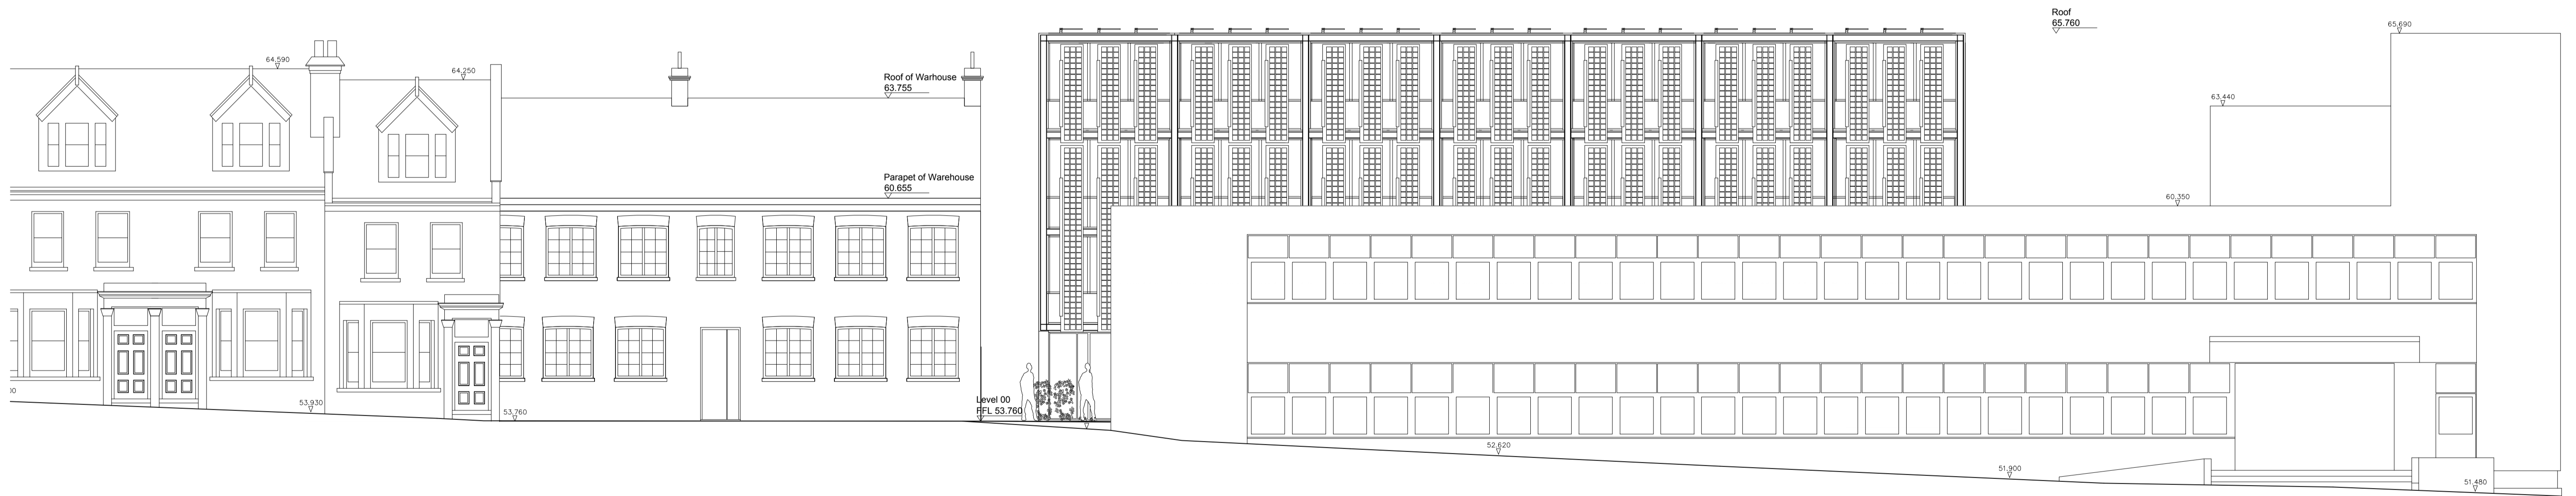 Roof
65.760
65,690
64,590
64,250
Roof of Warhouse
63.755
63,440
Parapet of Warehouse
60.655
60,350
00
53,930
53,760
Level 00
FFL 53.760
52,620
51,900
51,480